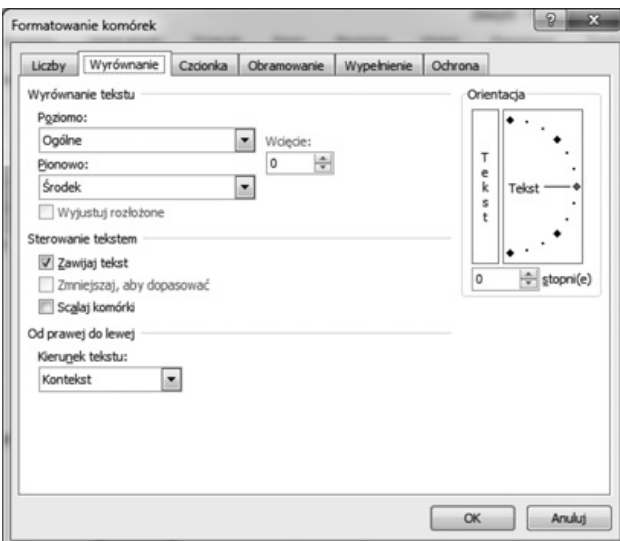 Formatowanie komórek
Liczby Wyrównanie Czcionka Obramowanie Wypełnienie Ochrona
Wyrównanie tekstu
Poziomo:
Ogólne
Wcięcie:
0
Pionowo:
Środek
Wyjustuj rozłożone
Sterowanie tekstem
Zawijaj tekst
Zmniejszaj, aby dopasować
Scalaj komórki
Od prawej do lewej
Kierunek tekstu:
Kontekst
Orientacja
Tekst
Tekst
0 stopni(e)
OK Anuluj